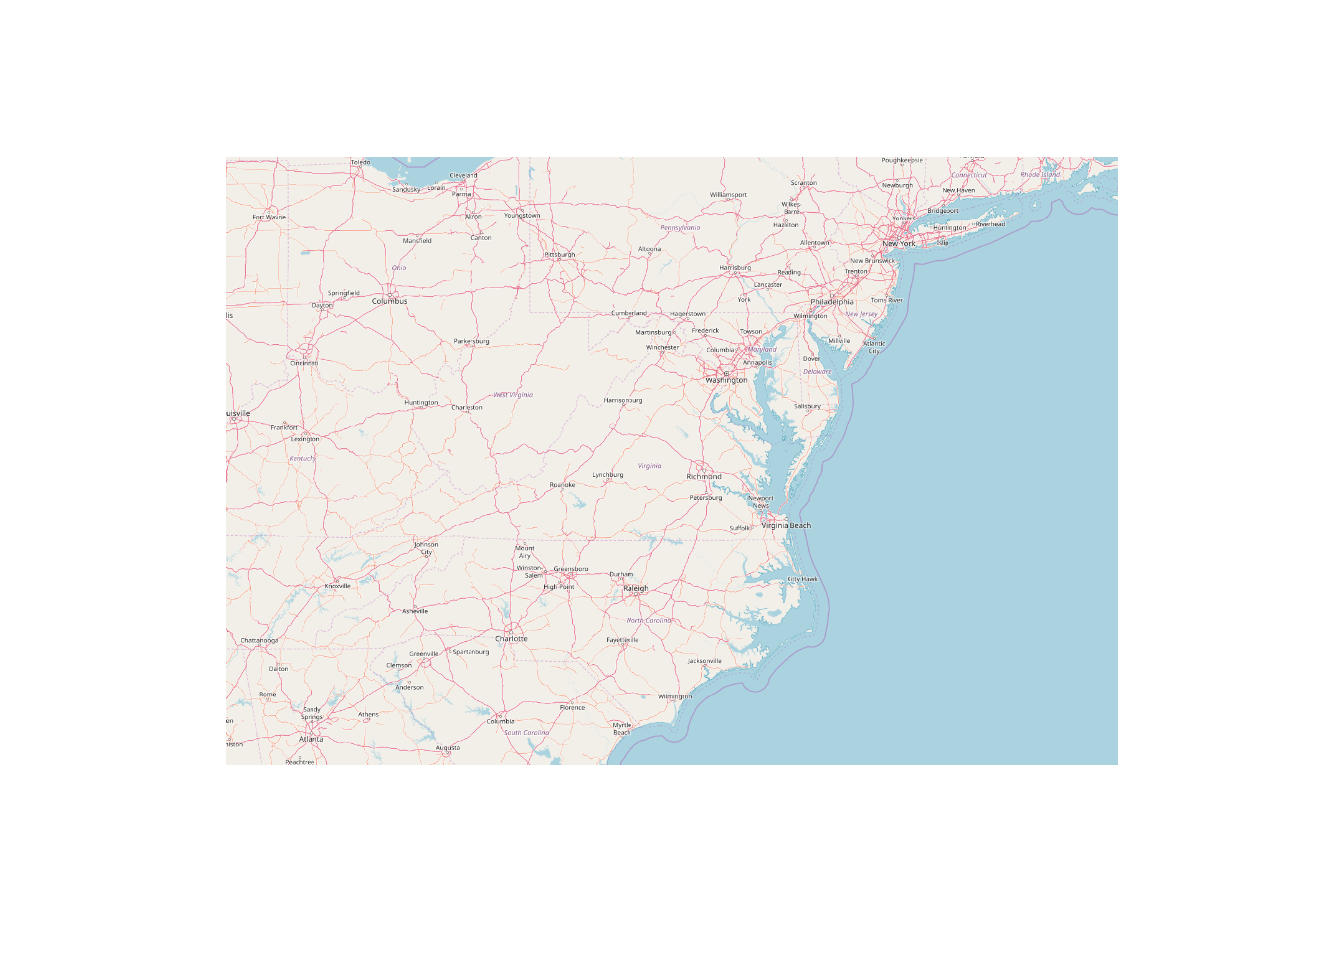 Toledo
Cleveland
Sandusky
Lorain
Parma
Fort Wayne
Akron
Youngstown
Mansfield
Canton
Pittsburgh
Ohio
Springfield
Columbus
Dayton
lis
Cincinnati
Parkersburg
Williamsport
Scranton
Wilkes-
Barre
Hazleton
Pennsylvania
Altoona
Allentown
Harrisburg
Reading
Lancaster
York
Poughkeepsie
Newburgh
Connecticut
Rhode Island
New Haven
Bridgeport
Yonkers
Huntington
Riverhead
New York
Islip
New Brunswick
Trenton
Philadelphia
Toms River
Wilmington
New Jersey
Cumberland
Hagerstown
Martinsburg
Frederick
Towson
Millville
Atlantic
City
Winchester
Columbia
Maryland
Annapolis
Dover
Delaware
Washington
West Virginia
Huntington
Charleston
Harrisonburg
Salisbury
uisville
Frankfort
Lexington
Kentucky
Virginia
Lynchburg
Roanoke
Richmond
Petersburg
Newport
News
Suffolk
Virginia Beach
Johnson
City
Mount
Airy
Winston-
Salem
Greensboro
High Point
Durham
Raleigh
Kitty Hawk
Knoxville
Asheville
North Carolina
Chattanooga
Charlotte
Fayetteville
Greenville
Spartanburg
Clemson
Jacksonville
Dalton
Anderson
Rome
Wilmington
Sandy
Springs
Athens
Florence
en
Columbia
Myrtle
Beach
South Carolina
Atlanta
niston
Augusta
Peachtree